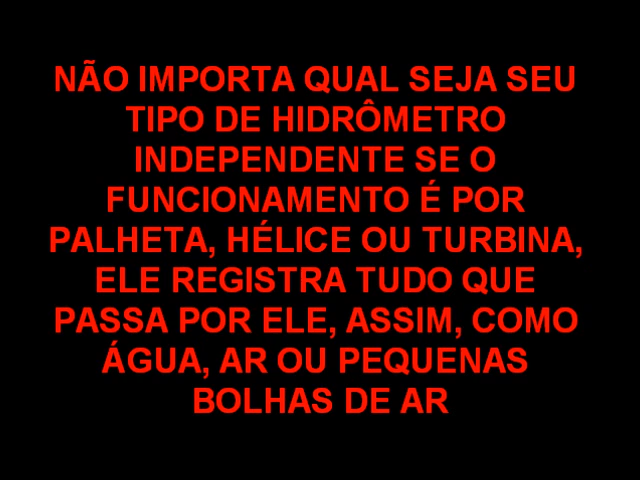 NÃO IMPORTA QUAL SEJA SEU
TIPO DE HIDRÔMETRO
INDEPENDENTE SE O
FUNCIONAMENTO É POR
PALHETA, HÉLICE OU TURBINA,
ELE REGISTRA TUDO QUE
PASSA POR ELE, ASSIM, COMO
ÁGUA, AR OU PEQUENAS
BOLHAS DE AR